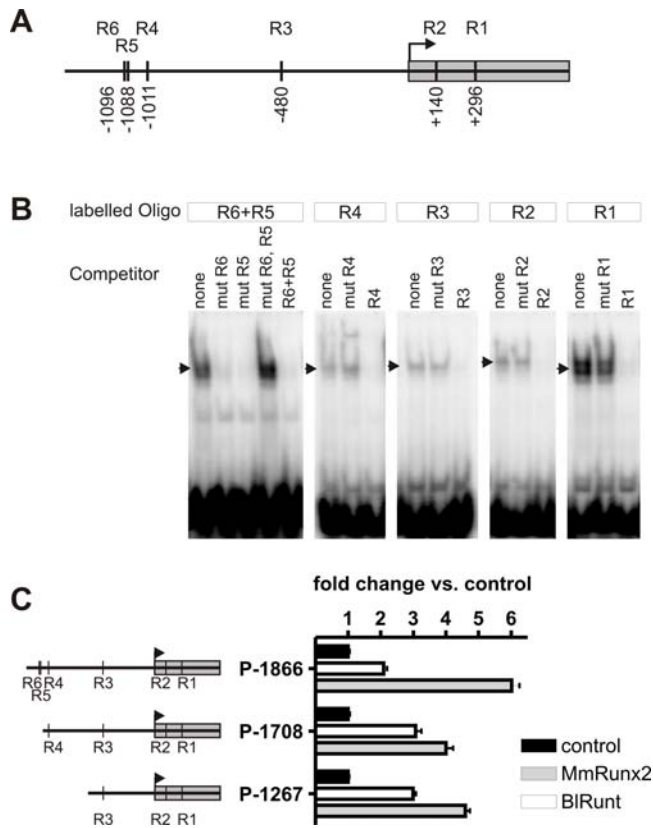 A
R6 R4 R3 R2 R1
R5
-1096
-1088
-1011
-480
+140
+296
B
labelled Oligo R6+R5 R4 R3 R2 R1
Competitor
none
mut R6
mut R5
mut R6, R5
R6+R5
none
mut R4
R4
none
mut R3
R3
none
mut R2
R2
none
mut R1
R1
C
fold change vs. control
1 2 3 4 5 6
P-1866
R6 R4 R3 R2 R1
R5
P-1708
R4 R3 R2 R1
P-1267
R3 R2 R1
control
MmRunx2
BlRunt